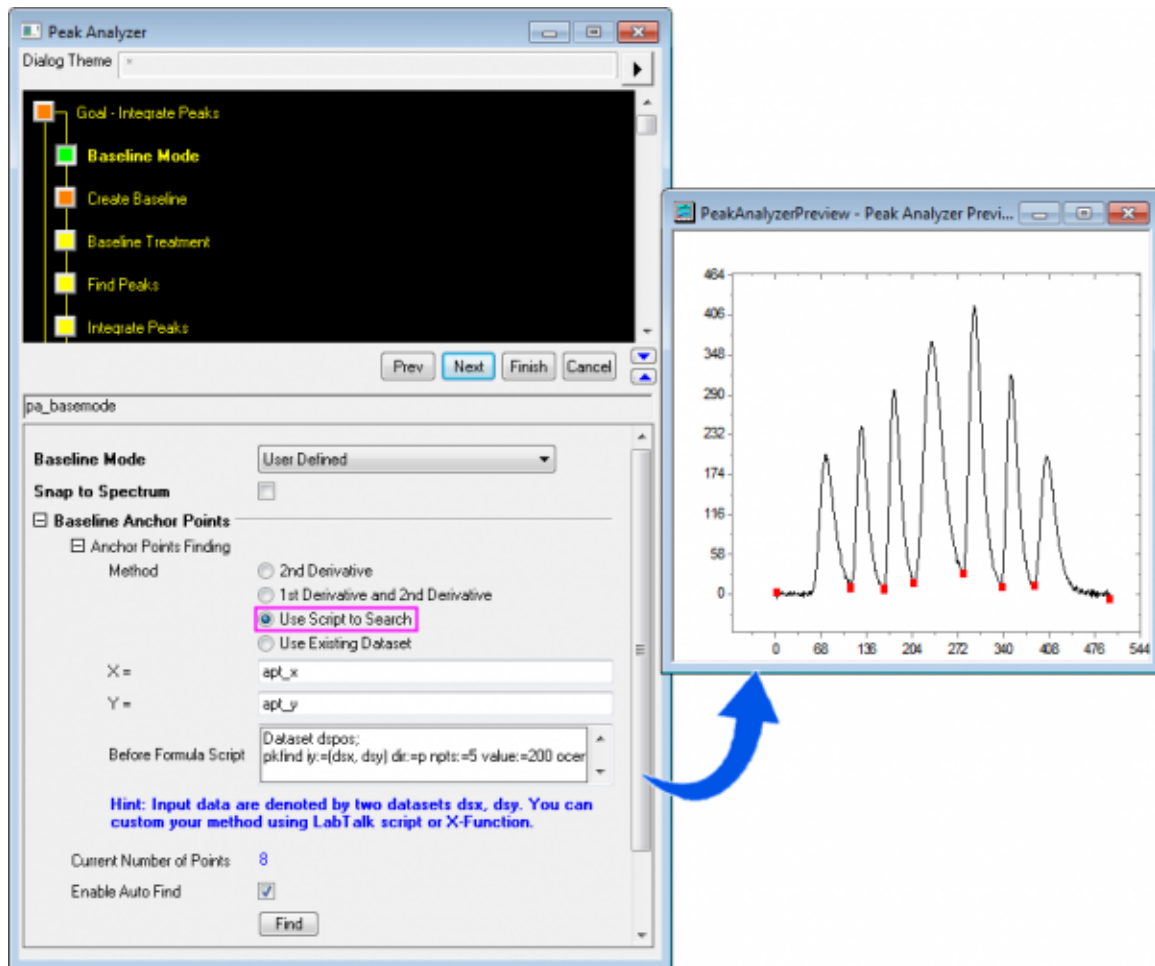 Peak Analyzer
Dialog Theme *
Goal - Integrate Peaks
Baseline Mode
Create Baseline
Baseline Treatment
Find Peaks
Integrate Peaks
Prev Next Finish Cancel
pa_basemode
Baseline Mode User Defined
Snap to Spectrum
Baseline Anchor Points
Anchor Points Finding
Method 2nd Derivative
1st Derivative and 2nd Derivative
Use Script to Search
Use Existing Dataset
X = apt_x
Y = apt_y
Before Formula Script Dataset dspos;
pkfind iy:=(dsx, dsy) dir:=p npts:=5 value:=200 ocer
Hint: Input data are denoted by two datasets dsx, dsy. You can
custom your method using LabTalk script or X-Function.
Current Number of Points 8
Enable Auto Find
Find
PeakAnalyzerPreview - Peak Analyzer Previ...
464
406
348
290
232
174
116
58
0
0 68 136 204 272 340 408 476 544